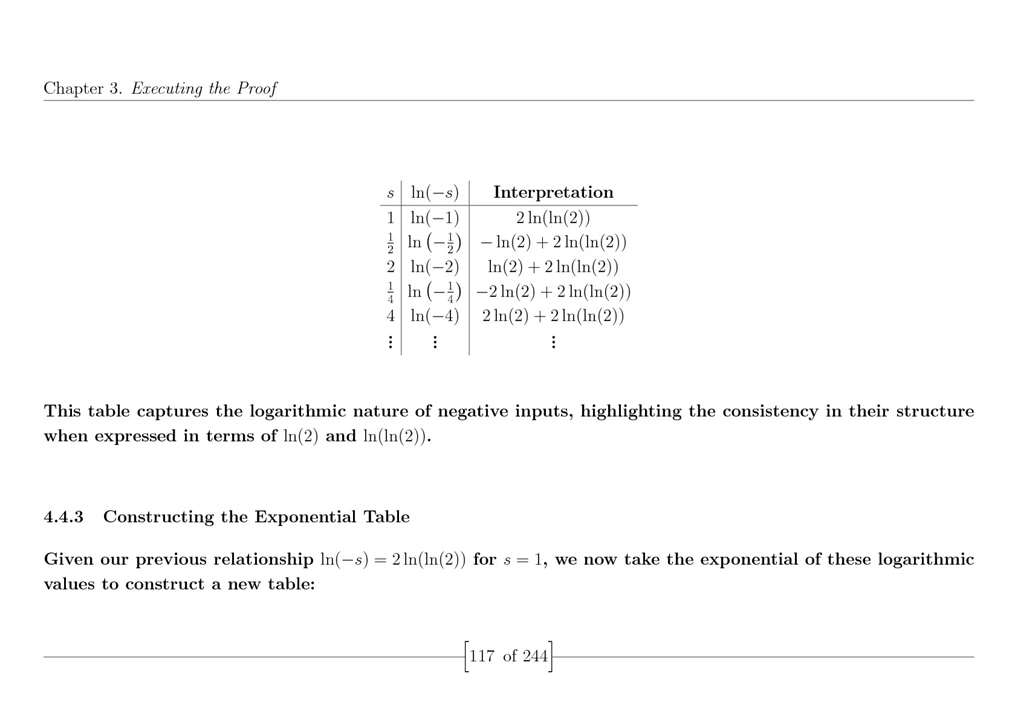 Chapter 3. Executing the Proof
s ln(−s) Interpretation
1 ln(−1) 2 ln(ln(2))
1/2 ln (−1/2) − ln(2) + 2 ln(ln(2))
2 ln(−2) ln(2) + 2 ln(ln(2))
1/4 ln (−1/4) −2 ln(2) + 2 ln(ln(2))
4 ln(−4) 2 ln(2) + 2 ln(ln(2))
⋮ ⋮ ⋮
This table captures the logarithmic nature of negative inputs, highlighting the consistency in their structure
when expressed in terms of ln(2) and ln(ln(2)).
4.4.3 Constructing the Exponential Table
Given our previous relationship ln(−s) = 2 ln(ln(2)) for s = 1, we now take the exponential of these logarithmic
values to construct a new table:
[117 of 244]